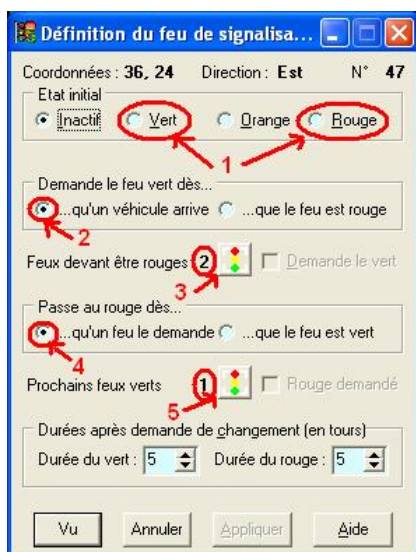 Définition du feu de signalisa...
Coordonnées : 36, 24 Direction : Est N° 47
Etat initial
Inactif Vert Orange Rouge
1
Demande le feu vert dès...
...qu'un véhicule arrive ...que le feu est rouge
2
Feux devant être rouges 2 Demande le vert
3
Passe au rouge dès...
...qu'un feu le demande ...que le feu est vert
4
Prochains feux verts 1 Rouge demandé
5
Durées après demande de changement (en tours)
Durée du vert : 5 Durée du rouge : 5
Vu Annuler Appliquer Aide